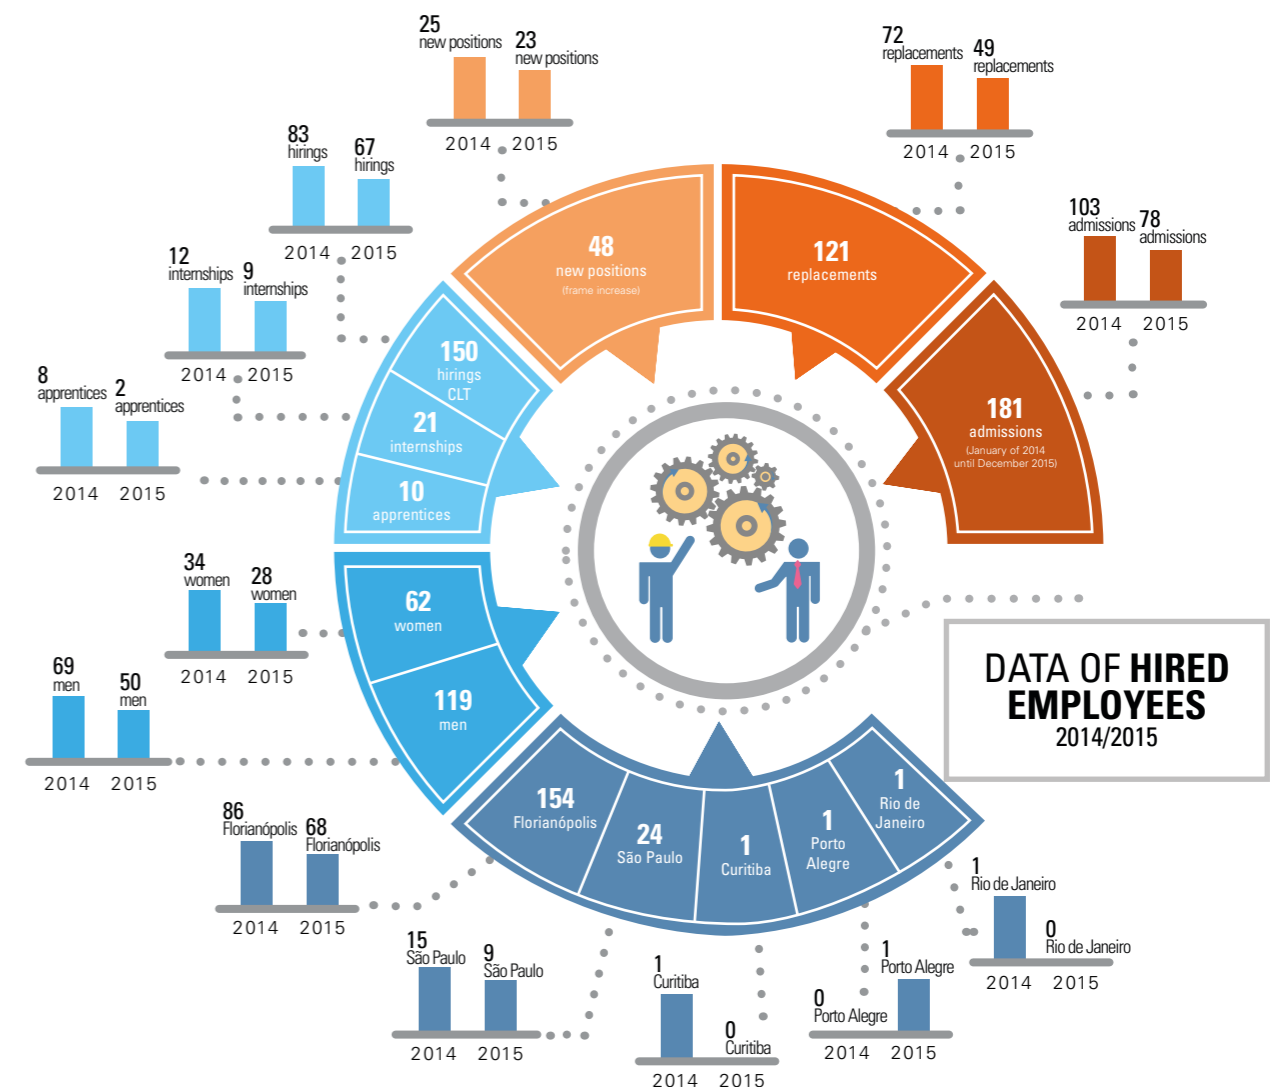 25
new positions
23
new positions
2014 2015
72
replacements
49
replacements
2014 2015
83
hirings
67
hirings
2014 2015
103
admissions
78
admissions
2014 2015
12
internships
9
internships
2014 2015
8
apprentices
2
apprentices
2014 2015
48
new positions
(frame increase)
121
replacements
181
admissions
(January of 2014
until December 2015)
150
hirings
CLT
21
internships
10
apprentices
34
women
28
women
2014 2015
62
women
119
men
69
men
50
men
2014 2015
DATA OF HIRED
EMPLOYEES
2014/2015
154
Florianópolis
24
São Paulo
1
Curitiba
1
Porto
Alegre
1
Rio de
Janeiro
86
Florianópolis
68
Florianópolis
2014 2015
15
São Paulo
9
São Paulo
2014 2015
1
Curitiba
0
Curitiba
2014 2015
0
Porto Alegre
1
Porto Alegre
2014 2015
1
Rio de Janeiro
0
Rio de Janeiro
2014 2015